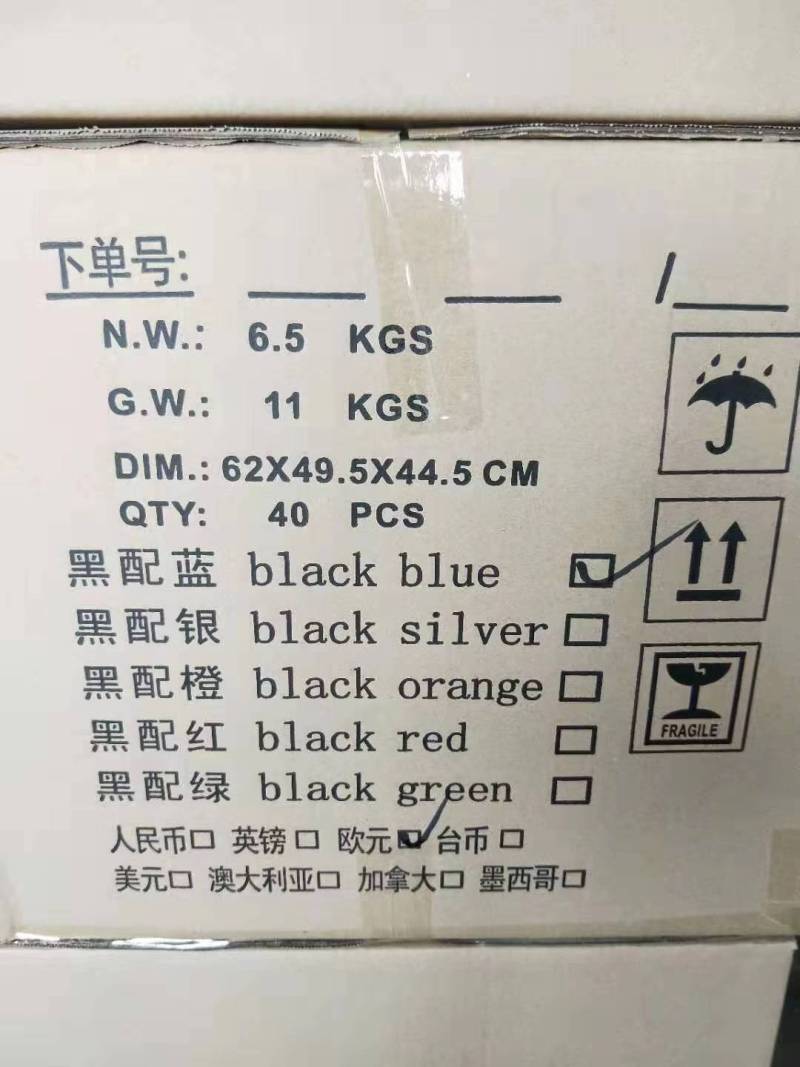 下单号: ____ ____ /____
N.W.: 6.5 KGS
G.W.: 11 KGS
DIM.: 62X49.5X44.5 CM
QTY: 40 PCS
黑配蓝 black blue ☑
黑配银 black silver □
黑配橙 black orange □
黑配红 black red □
FRAGILE
黑配绿 black green □
人民币□ 英镑□ 欧元☑ 台币□
美元□ 澳大利亚□ 加拿大□ 墨西哥□